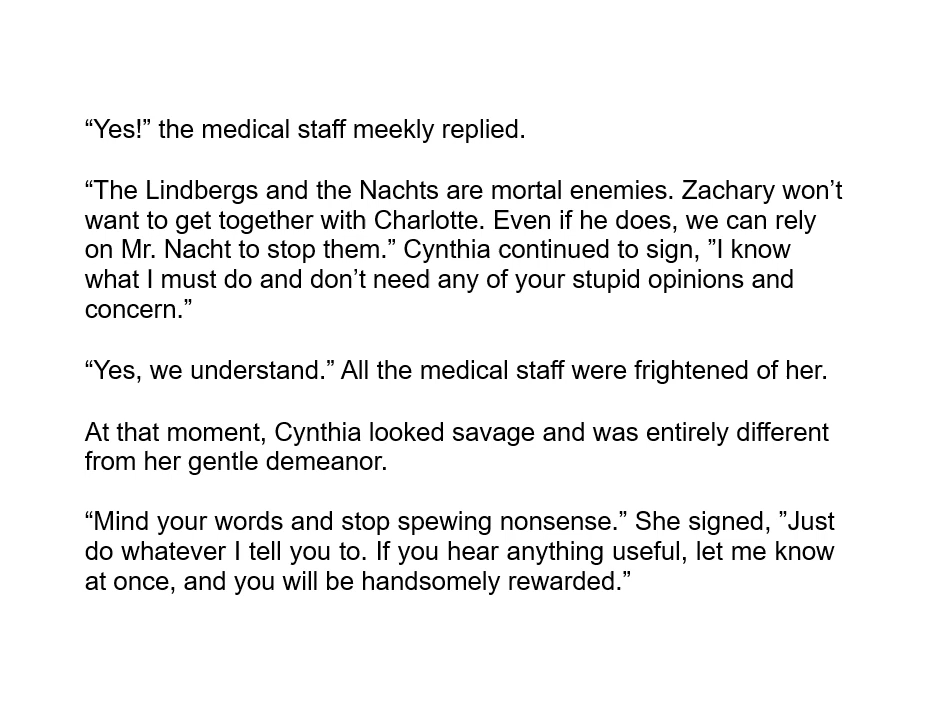 “Yes!” the medical staff meekly replied.
“The Lindbergs and the Nachts are mortal enemies. Zachary won’t
want to get together with Charlotte. Even if he does, we can rely
on Mr. Nacht to stop them.” Cynthia continued to sign, ”I know
what I must do and don’t need any of your stupid opinions and
concern.”
“Yes, we understand.” All the medical staff were frightened of her.
At that moment, Cynthia looked savage and was entirely different
from her gentle demeanor.
“Mind your words and stop spewing nonsense.” She signed, ”Just
do whatever I tell you to. If you hear anything useful, let me know
at once, and you will be handsomely rewarded.”